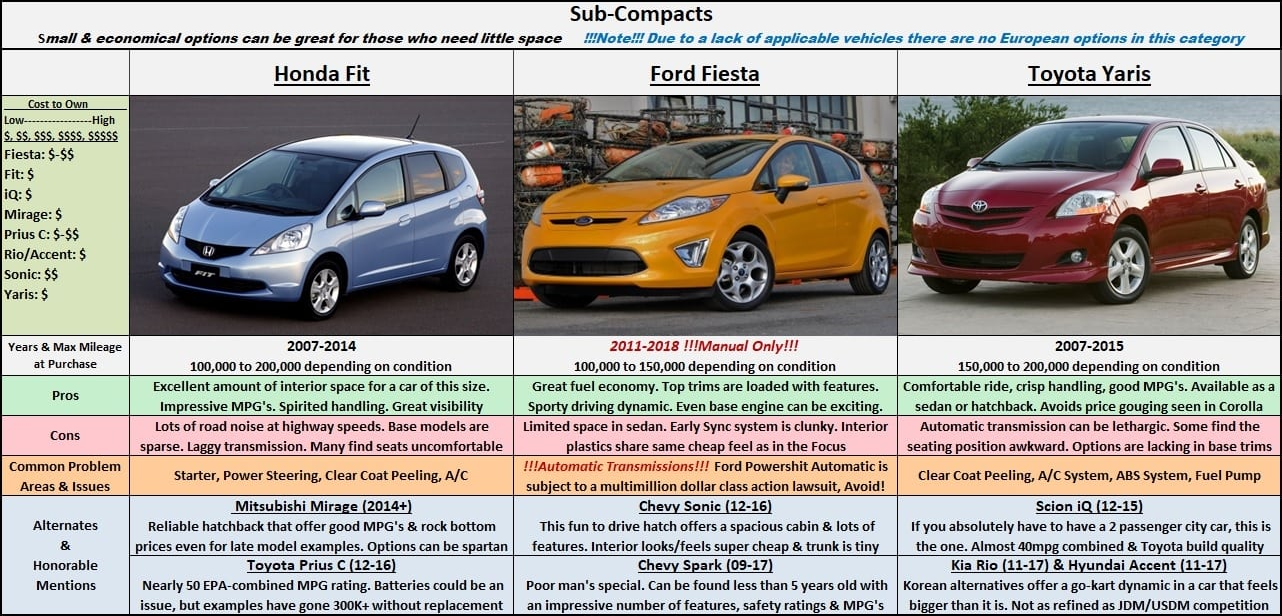 Sub-Compacts
Small & economical options can be great for those who need little space !!!Note!!! Due to a lack of applicable vehicles there are no European options in this category
Honda Fit
Ford Fiesta
Toyota Yaris
Cost to Own
Low------------------High
$, $$, $$$, $$$$, $$$$$
Fiesta: $-$$
Fit: $
iQ: $
Mirage: $
Prius C: $-$$
Rio/Accent: $
Sonic: $$
Yaris: $
FIT
Years & Max Mileage
at Purchase
2007-2014
100,000 to 200,000 depending on condition
2011-2018 !!!Manual Only!!!
100,000 to 150,000 depending on condition
2007-2015
150,000 to 200,000 depending on condition
Pros
Excellent amount of interior space for a car of this size.
Impressive MPG's. Spirited handling. Great visibility
Great fuel economy. Top trims are loaded with features.
Sporty driving dynamic. Even base engine can be exciting.
Comfortable ride, crisp handling, good MPG's. Available as a
sedan or hatchback. Avoids price gouging seen in Corolla
Cons
Lots of road noise at highway speeds. Base models are
sparse. Laggy transmission. Many find seats uncomfortable
Limited space in sedan. Early Sync system is clunky. Interior
plastics share same cheap feel as in the Focus
Automatic transmission can be lethargic. Some find the
seating position awkward. Options are lacking in base trims
Common Problem
Areas & Issues
Starter, Power Steering, Clear Coat Peeling, A/C
!!!Automatic Transmissions!!! Ford Powershit Automatic is
subject to a multimillion dollar class action lawsuit, Avoid!
Clear Coat Peeling, A/C System, ABS System, Fuel Pump
Alternates
&
Honorable
Mentions
Mitsubishi Mirage (2014+)
Reliable hatchback that offer good MPG's & rock bottom
prices even for late model examples. Options can be spartan
Chevy Sonic (12-16)
This fun to drive hatch offers a spacious cabin & lots of
features. Interior looks/feels super cheap & trunk is tiny
Scion iQ (12-15)
If you absolutely have to have a 2 passenger city car, this is
the one. Almost 40mpg combined & Toyota build quality
Toyota Prius C (12-16)
Nearly 50 EPA-combined MPG rating. Batteries could be an
issue, but examples have gone 300K+ without replacement
Chevy Spark (09-17)
Poor man's special. Can be found less than 5 years old with
an impressive number of features, safety ratings & MPG's
Kia Rio (11-17) & Hyundai Accent (11-17)
Korean alternatives offer a go-kart dynamic in a car that feels
bigger than it is. Not as refined as JDM/USDM competition